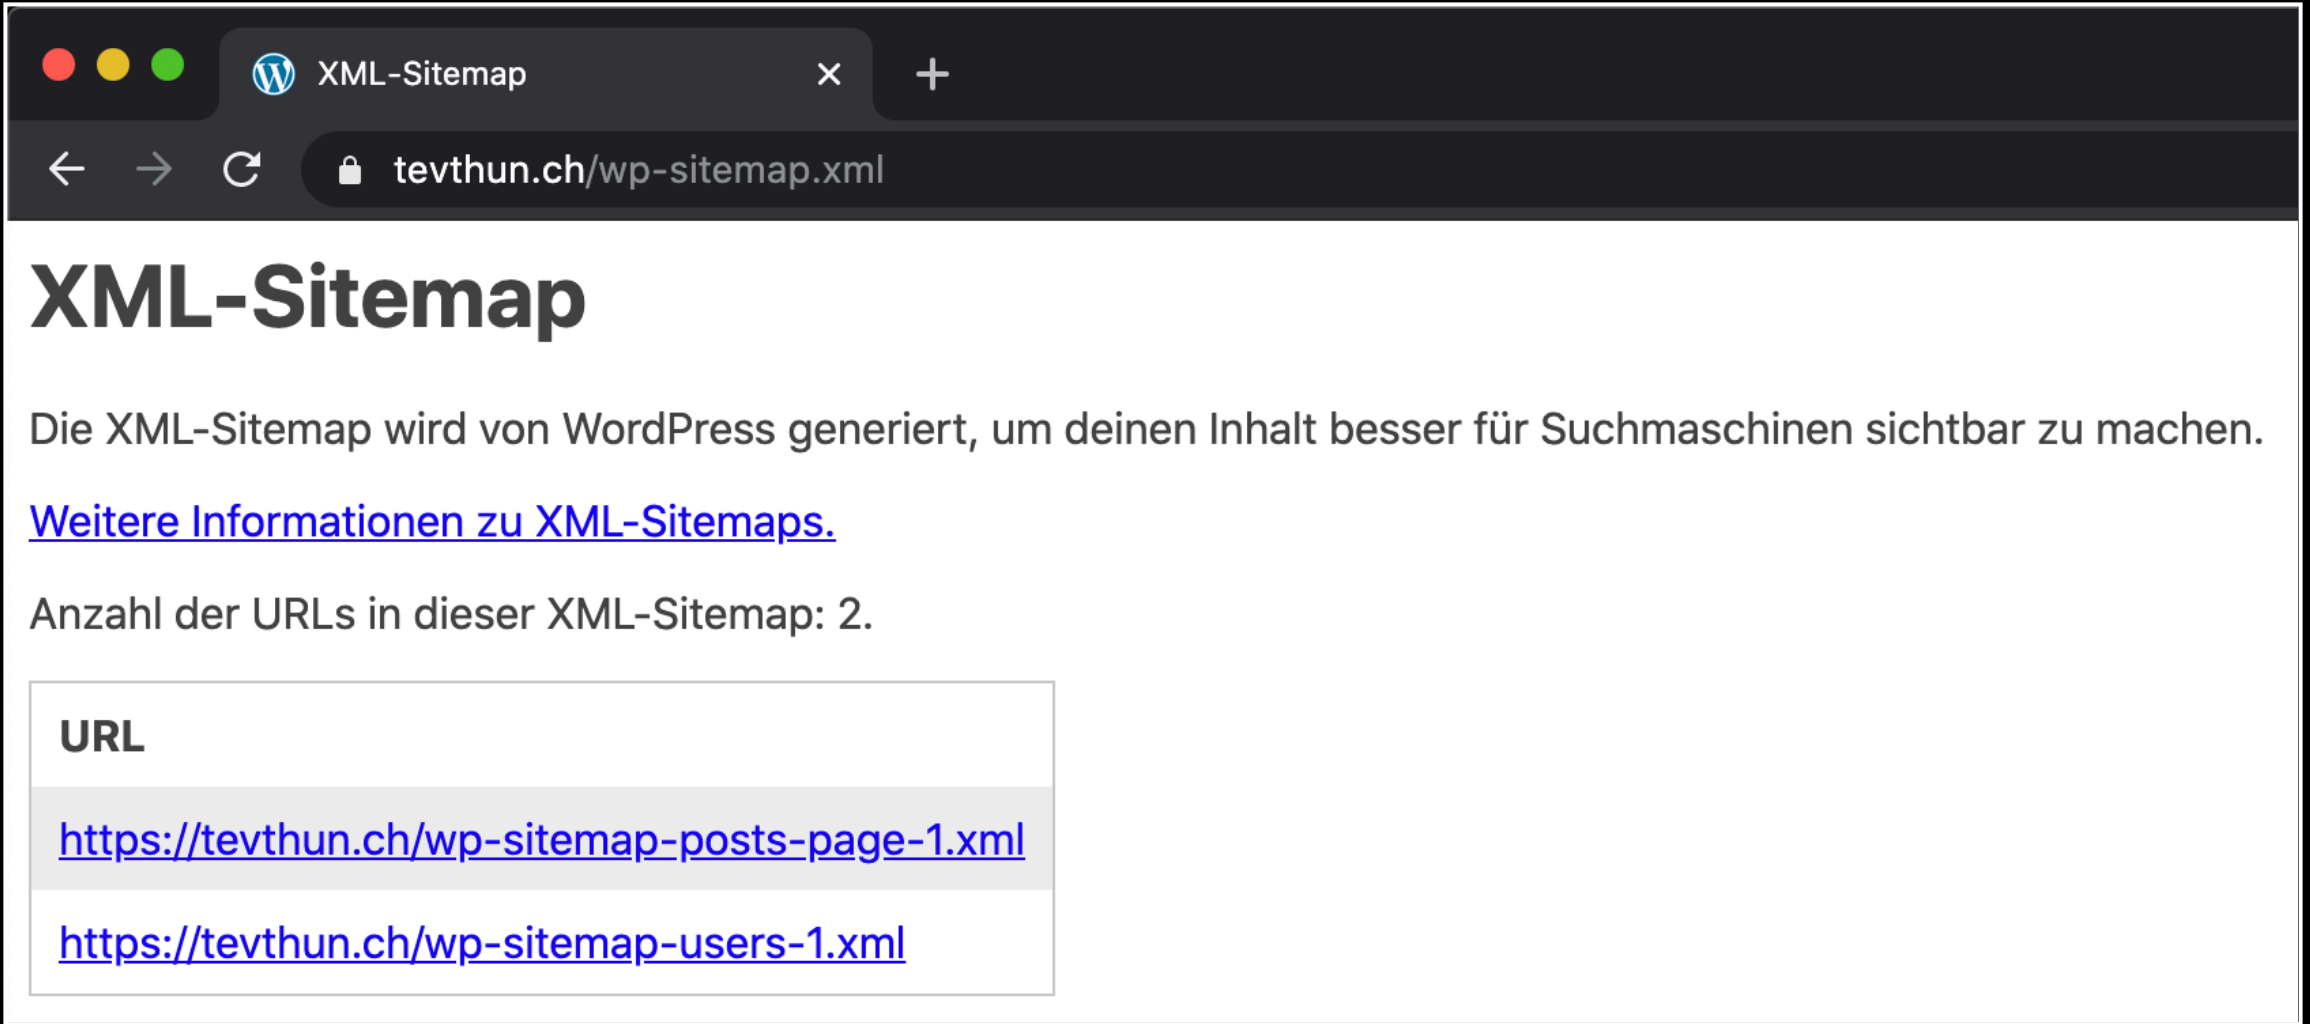 XML-Sitemap
tevthun.ch/wp-sitemap.xml
XML-Sitemap
Die XML-Sitemap wird von WordPress generiert, um deinen Inhalt besser für Suchmaschinen sichtbar zu machen.
Weitere Informationen zu XML-Sitemaps.
Anzahl der URLs in dieser XML-Sitemap: 2.
URL
https://tevthun.ch/wp-sitemap-posts-page-1.xml
https://tevthun.ch/wp-sitemap-users-1.xml